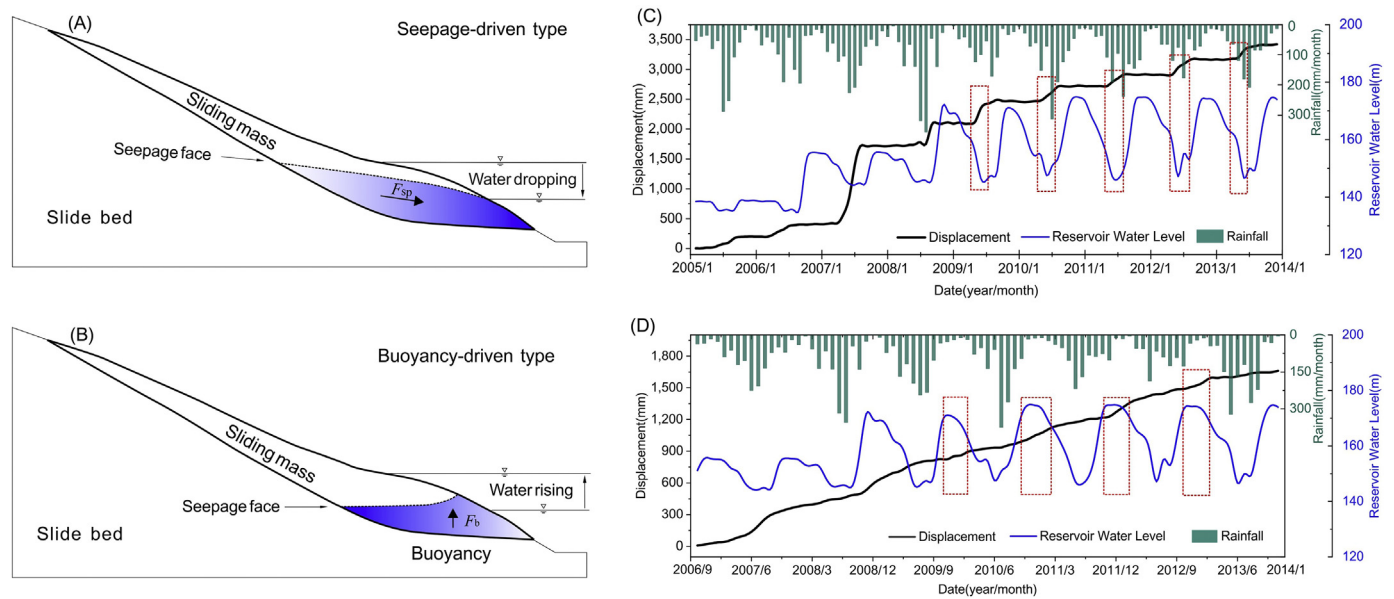 (A)
Seepage-driven type
Sliding mass
Seepage face
Water dropping
Fsp
Slide bed
(B)
Buoyancy-driven type
Sliding mass
Seepage face
Water rising
Fb
Slide bed
Buoyancy
(C)
3,500
3,000
2,500
2,000
1,500
1,000
500
0
Displacement(mm)
0
100
200
300
Rainfall(mm/month)
200
180
160
140
120
Reservoir Water Level(m)
Displacement Reservoir Water Level Rainfall
2005/1 2006/1 2007/1 2008/1 2009/1 2010/1 2011/1 2012/1 2013/1 2014/1
Date(year/month)
(D)
1,800
1,500
1,200
900
600
300
0
Displacement(mm)
0
150
300
Rainfall(mm/month)
200
180
160
140
120
Reservoir Water Level(m)
Displacement Reservoir Water Level Rainfall
2006/9 2007/6 2008/3 2008/12 2009/9 2010/6 2011/3 2011/12 2012/9 2013/6 2014/1
Date(year/month)